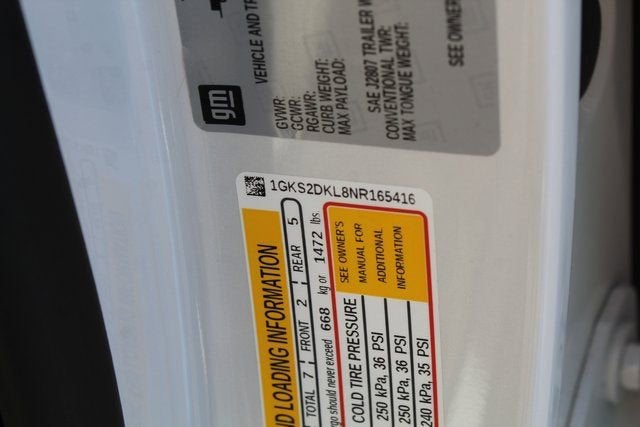 gm
VEHICLE AND
GVWR:
GCWR:
RGAWR:
CURB WEIGHT:
MAX PAYLOAD:
SAE J2807 TRAILER
CONVENTIONAL TWR:
MAX TONGUE WEIGHT:
SEE OWNER
1GKS2DKL8NR165416
LOADING INFORMATION
TOTAL 7 FRONT 2 REAR 5
should never exceed 668 kg or 1472 lbs
COLD TIRE PRESSURE
250 kPa, 36 PSI
250 kPa, 36 PSI
240 kPa, 35 PSI
SEE OWNER'S
MANUAL FOR
ADDITIONAL
INFORMATION